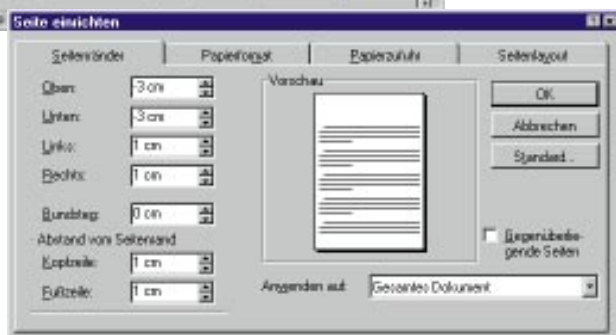 Seite einrichten
Seitenränder Papierformat Papierzufuhr Seitenlayout
Oben: -3 cm
Unten: -3 cm
Links: 1 cm
Rechts: 1 cm
Bundsteg: 0 cm
Abstand vom Seitenrand
Kopfzeile: 1 cm
Fußzeile: 1 cm
Vorschau
Anwenden auf: Gesamtes Dokument
OK
Abbrechen
Standard...
Gegenüberlie-
gende Seiten